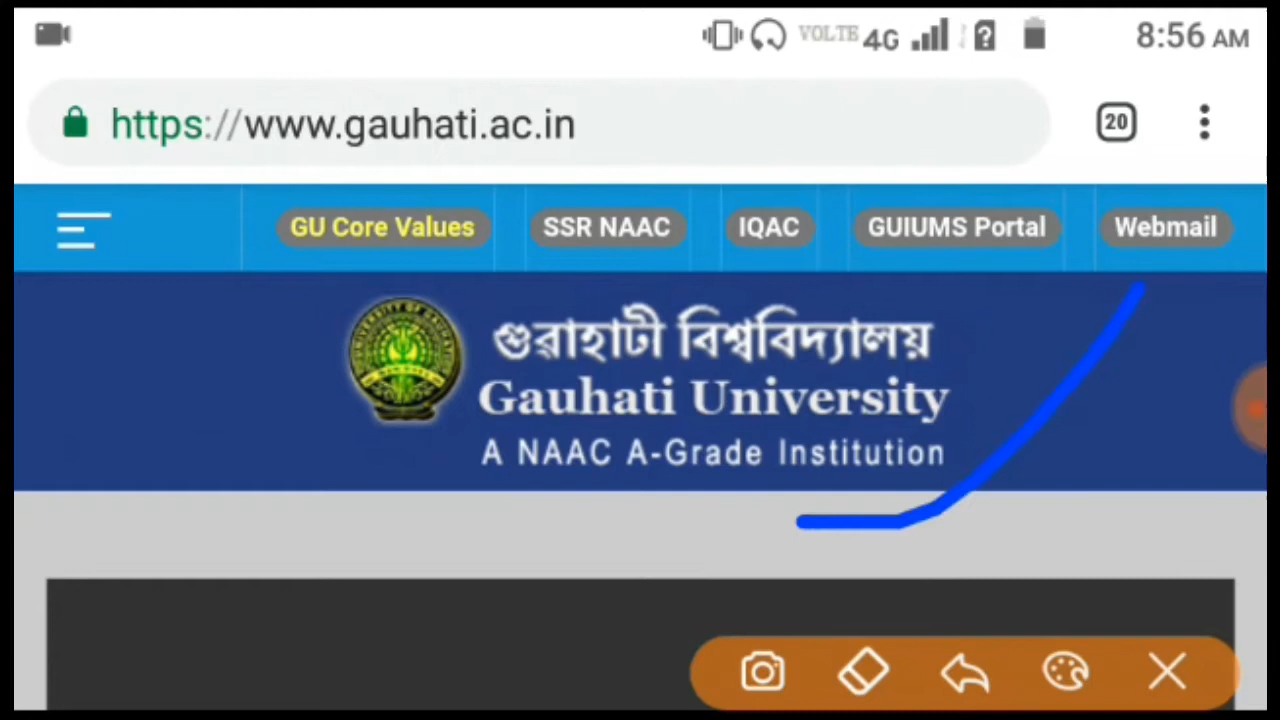 VOLTE 4G ? 8:56 AM
https://www.gauhati.ac.in 20
GU Core Values SSR NAAC IQAC GUIUMS Portal Webmail
গুৱাহাটী বিশ্ববিদ্যালয়
Gauhati University
A NAAC A-Grade Institution